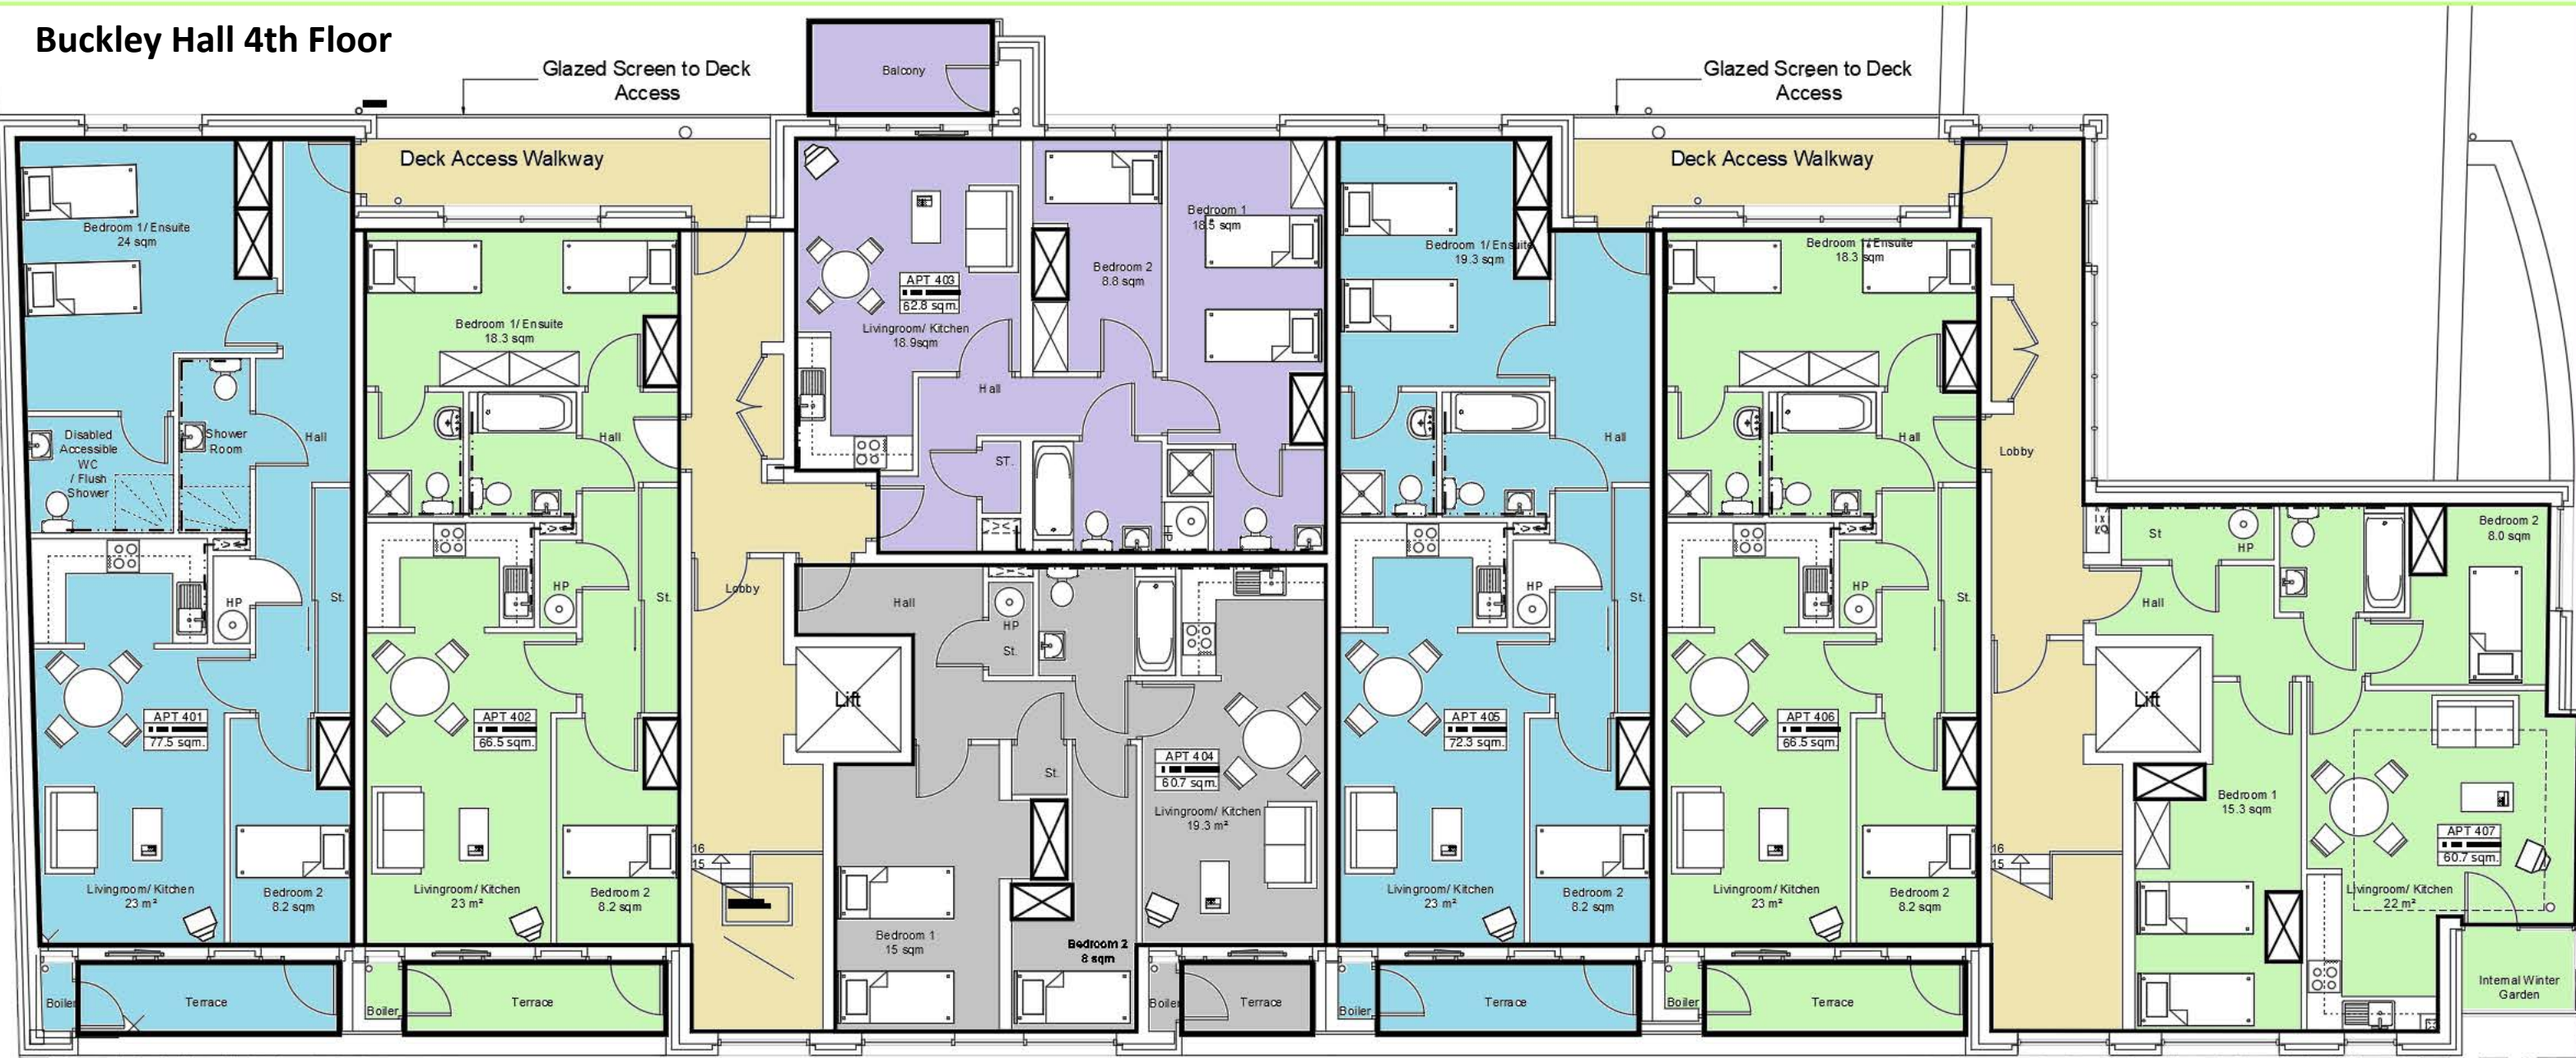 Buckley Hall 4th Floor
Glazed Screen to Deck
Access
Balcony
Glazed Screen to Deck
Access
Deck Access Walkway
Deck Access Walkway
Bedroom 1/ Ensuite
24 sqm
Disabled
Accessible
WC
/ Flush
Shower
Shower
Room
Hall
HP
St.
APT 401
77.5 sqm.
Livingroom/ Kitchen
23 m²
Bedroom 2
8.2 sqm
Boiler
Terrace
Bedroom 1/ Ensuite
18.3 sqm
Hall
HP
St.
APT 402
66.5 sqm.
Livingroom/ Kitchen
23 m²
Bedroom 2
8.2 sqm
Boiler
Terrace
Lobby
Lift
16
15
APT 403
62.8 sqm.
Livingroom/ Kitchen
18.9sqm
Bedroom 2
8.8 sqm
Bedroom 1
18.5 sqm
Hall
ST.
HP
Hall
HP
St.
St.
APT 404
60.7 sqm.
Livingroom/ Kitchen
19.3 m²
Bedroom 1
15 sqm
Bedroom 2
8 sqm
Boiler
Terrace
Bedroom 1/ Ensuite
19.3 sqm
Hall
HP
St.
APT 405
72.3 sqm.
Livingroom/ Kitchen
23 m²
Bedroom 2
8.2 sqm
Boiler
Terrace
Bedroom 1/ Ensuite
18.3 sqm
Hall
HP
St.
APT 406
66.5 sqm.
Livingroom/ Kitchen
23 m²
Bedroom 2
8.2 sqm
Boiler
Terrace
Lobby
Lift
16
15
St
HP
Hall
Bedroom 2
8.0 sqm
Bedroom 1
15.3 sqm
APT 407
60.7 sqm.
Livingroom/ Kitchen
22 m²
Internal Winter
Garden